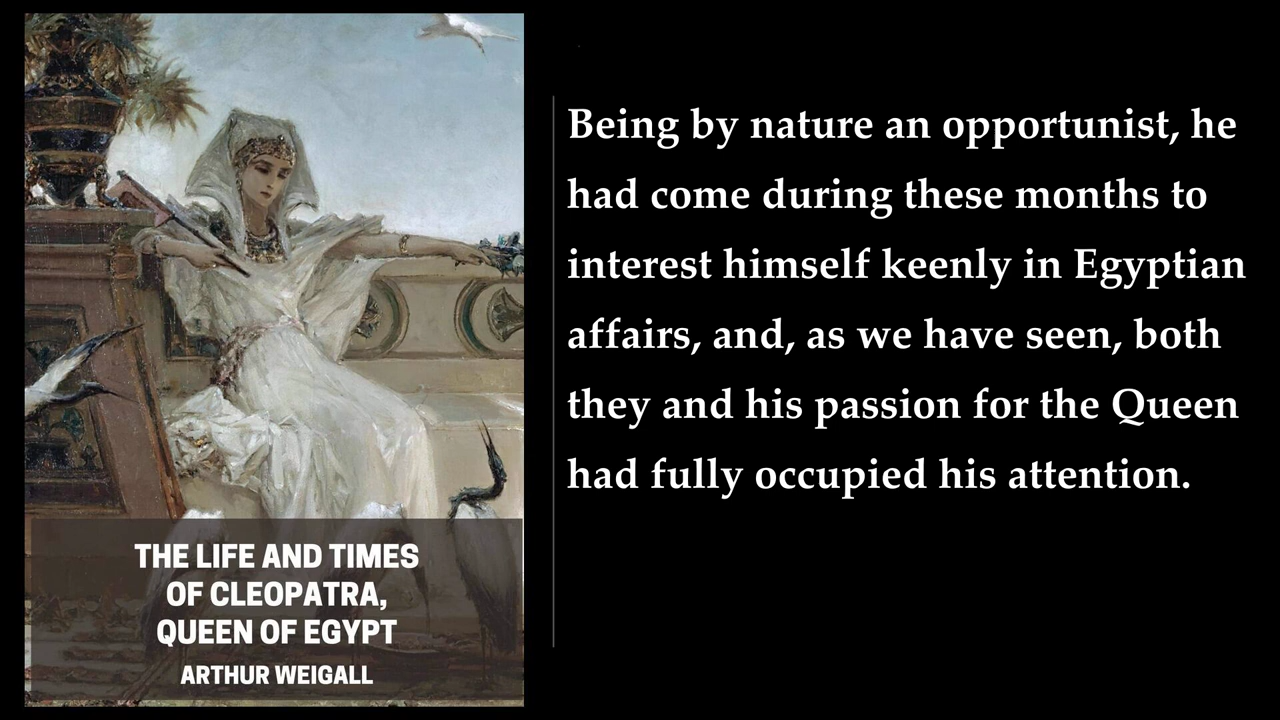 Being by nature an opportunist, he
had come during these months to
interest himself keenly in Egyptian
affairs, and, as we have seen, both
they and his passion for the Queen
had fully occupied his attention.
THE LIFE AND TIMES
OF CLEOPATRA,
QUEEN OF EGYPT
ARTHUR WEIGALL